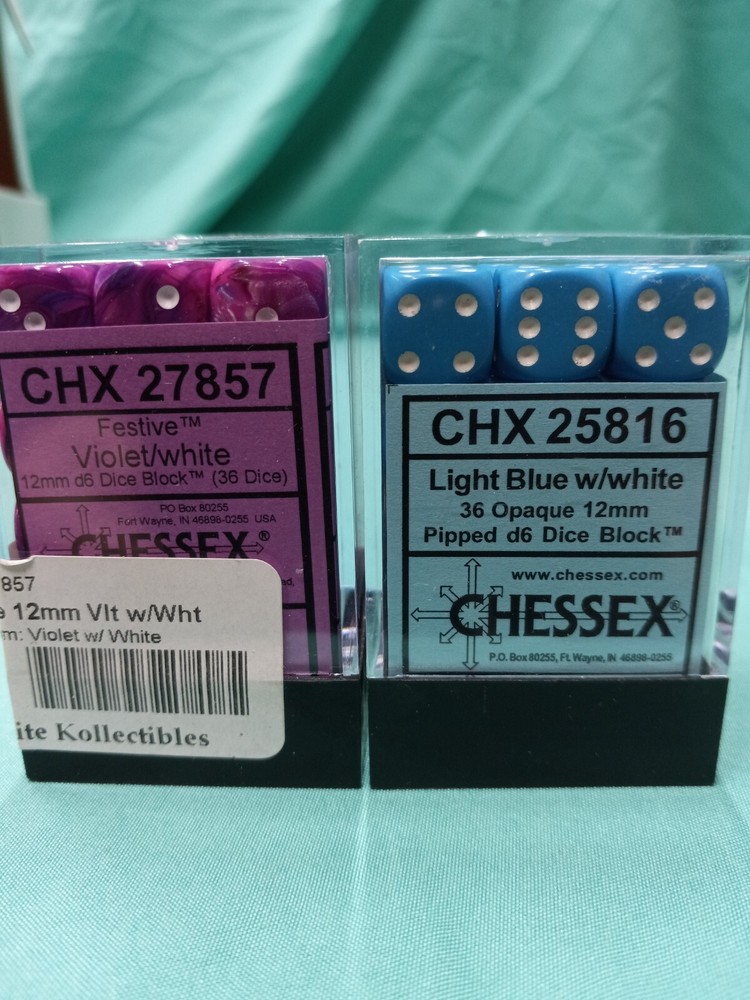 CHX 27857
Festive™
Violet/white
12mm d6 Dice Block™ (36 Dice)
PO Box 80255
Fort Wayne, IN 46898-0255 USA
CHESSEX®
7857
12mm Vlt w/Wht
Violet w/ White
Kollectibles
CHX 25816
Light Blue w/white
36 Opaque 12mm
Pipped d6 Dice Block™
www.chessex.com
CHESSEX®
P.O. Box 80255, Ft. Wayne, IN 46898-0255